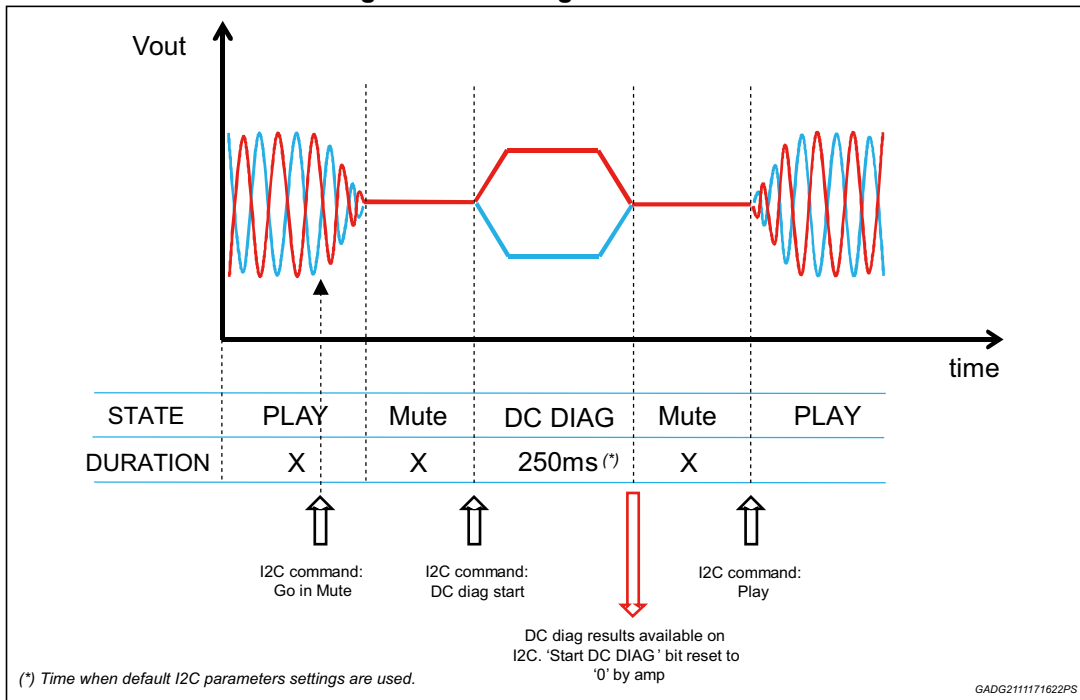 Vout
time
STATE PLAY Mute DC DIAG Mute PLAY
DURATION X X 250ms (*) X
I2C command:
Go in Mute
I2C command:
DC diag start
I2C command:
Play
DC diag results available on
I2C. ‘Start DC DIAG’ bit reset to
‘0’ by amp
(*) Time when default I2C parameters settings are used.
GADG2111171622PS